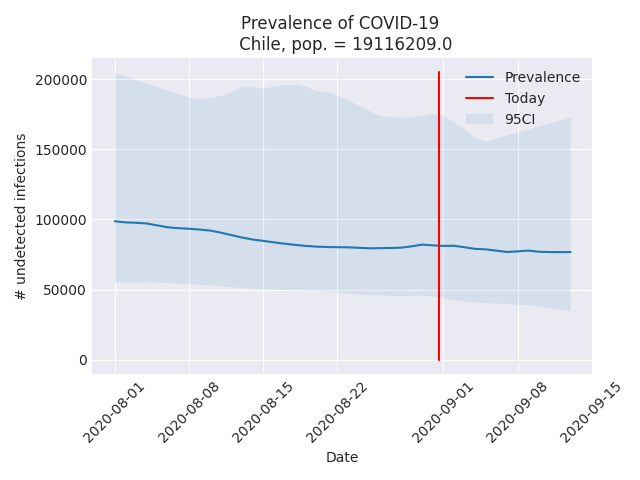 Prevalence of COVID-19
Chile, pop. = 19116209.0
Prevalence
Today
95CI
200000
150000
100000
50000
0
# undetected infections
2020-08-01
2020-08-08
2020-08-15
2020-08-22
2020-09-01
2020-09-08
2020-09-15
Date